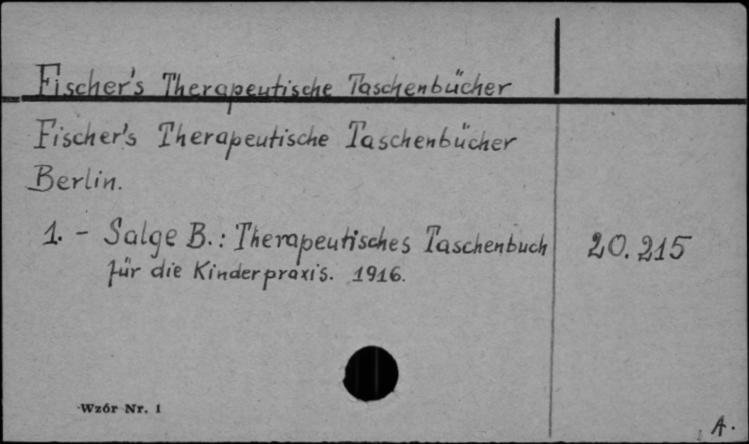 Fischer's Therapeutische Taschenbücher
Fischer's Therapeutische Taschenbücher
Berlin.
1. - Salge B.: Therapeutisches Taschenbuch 20.215
für die Kinderpraxis. 1916.
Wzór Nr. 1
A.